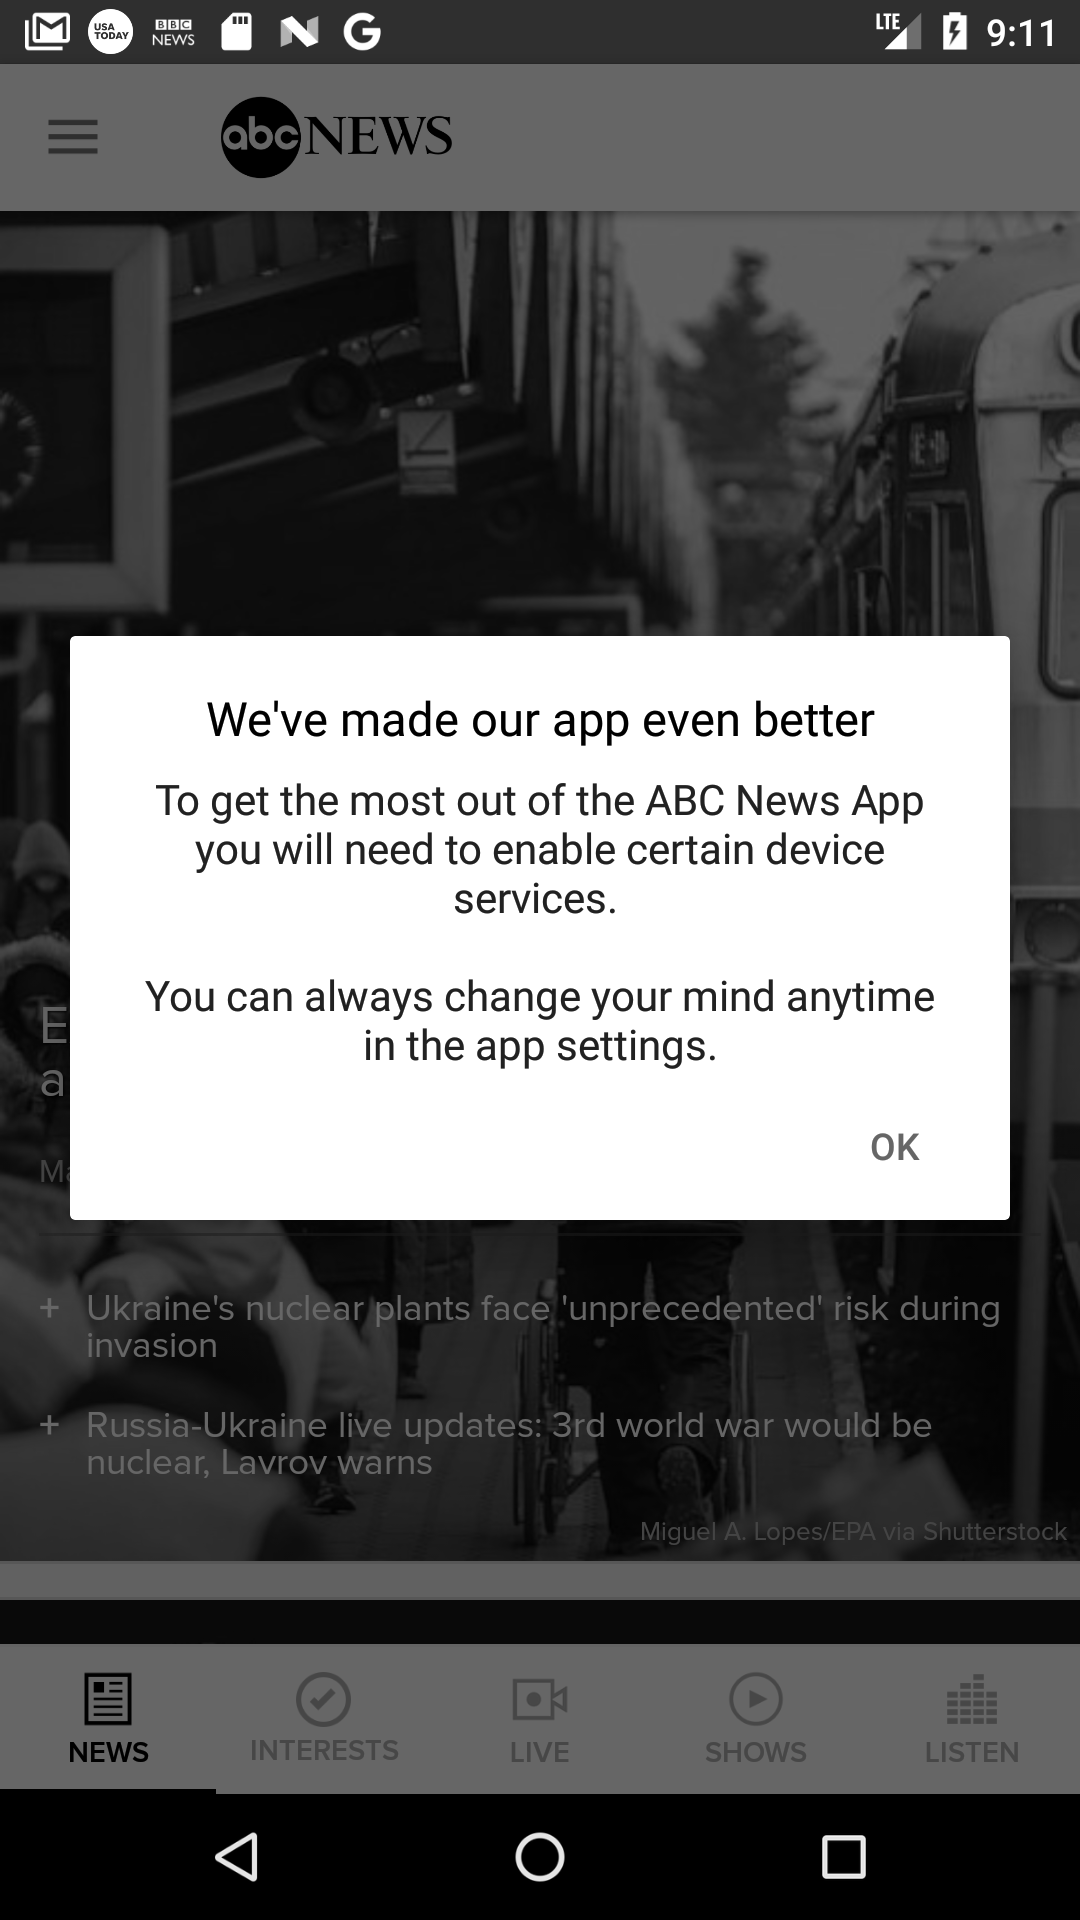 USA TODAY
BBC NEWS
LTE
9:11
abc NEWS
We've made our app even better
To get the most out of the ABC News App
you will need to enable certain device
services.
You can always change your mind anytime
in the app settings.
OK
+ Ukraine's nuclear plants face 'unprecedented' risk during
invasion
+ Russia-Ukraine live updates: 3rd world war would be
nuclear, Lavrov warns
Miguel A. Lopes/EPA via Shutterstock
NEWS
INTERESTS
LIVE
SHOWS
LISTEN